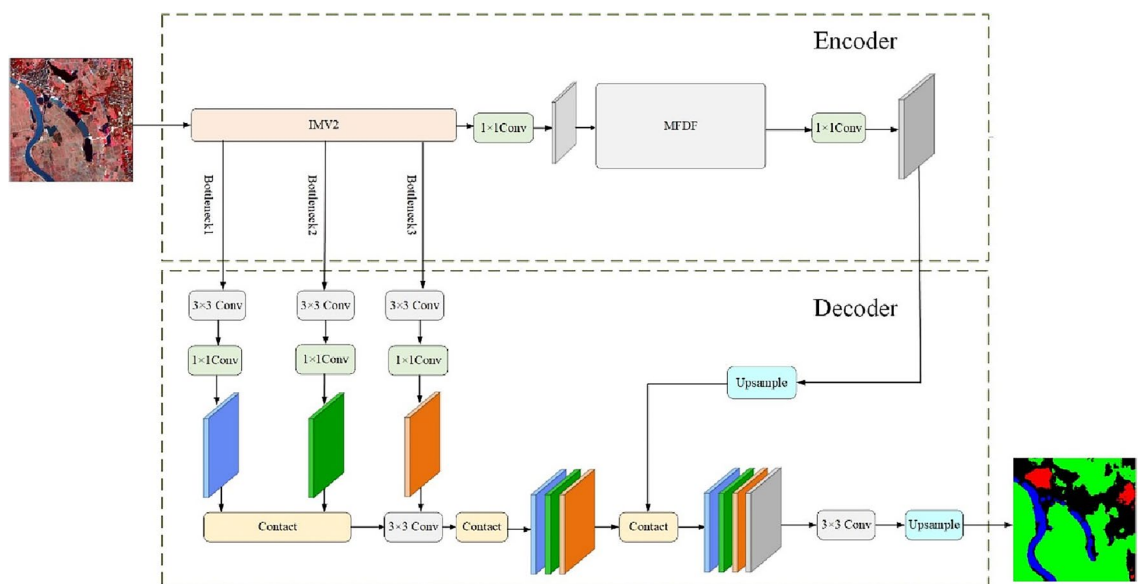 Encoder
IMV2
1×1Conv
MFDF
1×1Conv
Bottleneck1
Bottleneck2
Bottleneck3
Decoder
3×3 Conv
3×3 Conv
3×3 Conv
1×1Conv
1×1Conv
1×1Conv
Upsample
Contact
3×3 Conv
Contact
Contact
3×3 Conv
Upsample